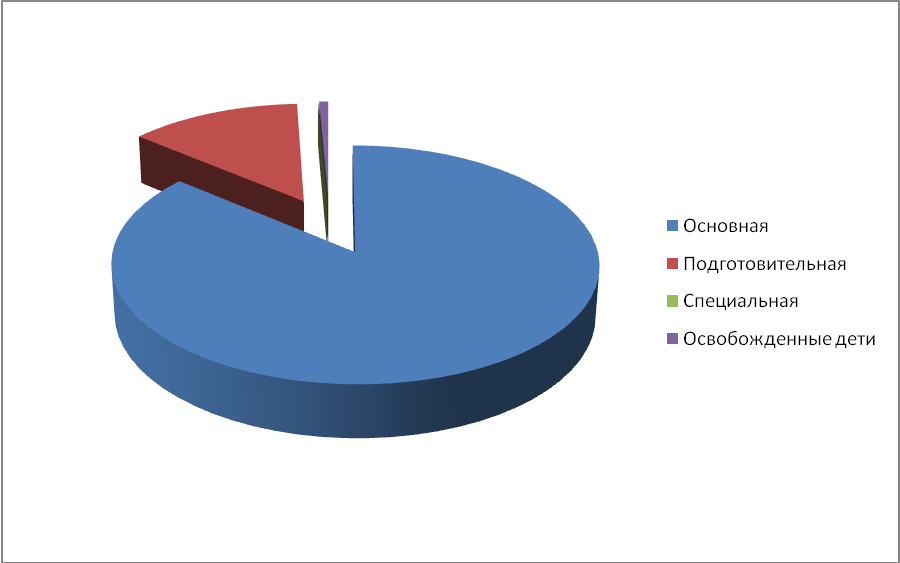 Основная
Подготовительная
Специальная
Освобожденные дети